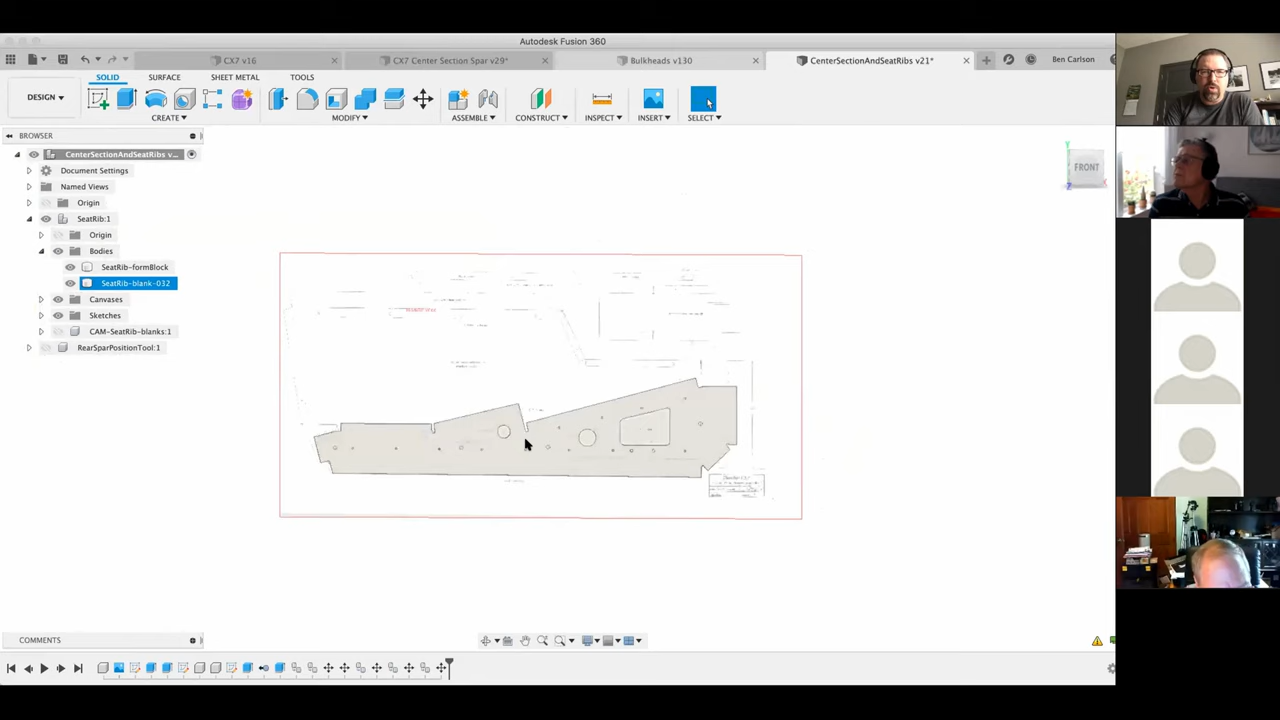 Autodesk Fusion 360
CX7 v16
CX7 Center Section Spar v29*
Bulkheads v130
CenterSectionAndSeatRibs v21*
Ben Carlson
DESIGN
SOLID
SURFACE
SHEET METAL
TOOLS
CREATE
MODIFY
ASSEMBLE
CONSTRUCT
INSPECT
INSERT
SELECT
BROWSER
CenterSectionAndSeatRibs v...
Document Settings
Named Views
Origin
SeatRib:1
Origin
Bodies
SeatRib-formBlock
SeatRib-blank-032
Canvases
Sketches
CAM-SeatRib-blanks:1
RearSparPositionTool:1
FRONT
COMMENTS